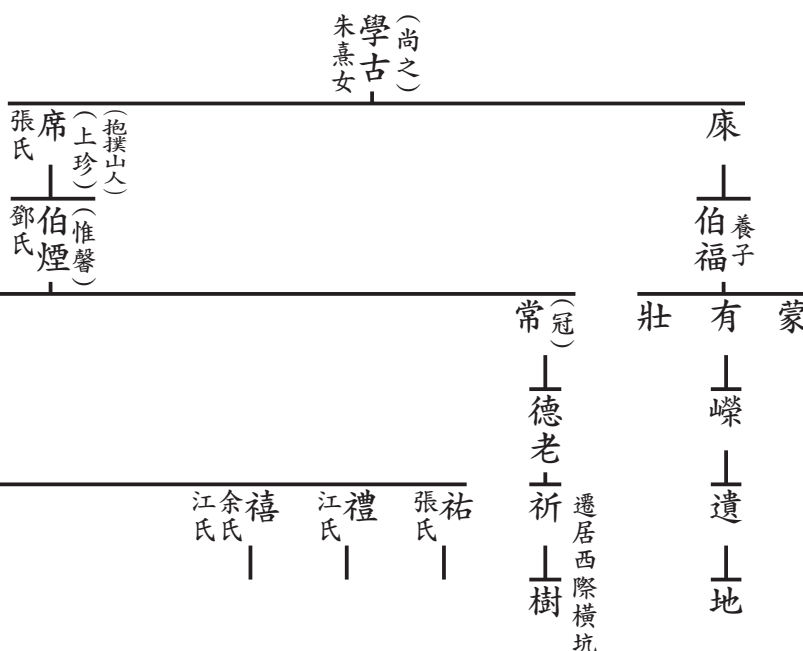 (尚之)
學古
朱熹女
庲
(抱撲山人)
(上珍)
席
張氏
養子
伯福
(惟馨)
伯煙
鄧氏
蒙
有
壯
(冠)
常
嶸
德老
遺
遷居西際橫坑
祈
祐
張氏
禮
江氏
禧
余氏
江氏
地
樹